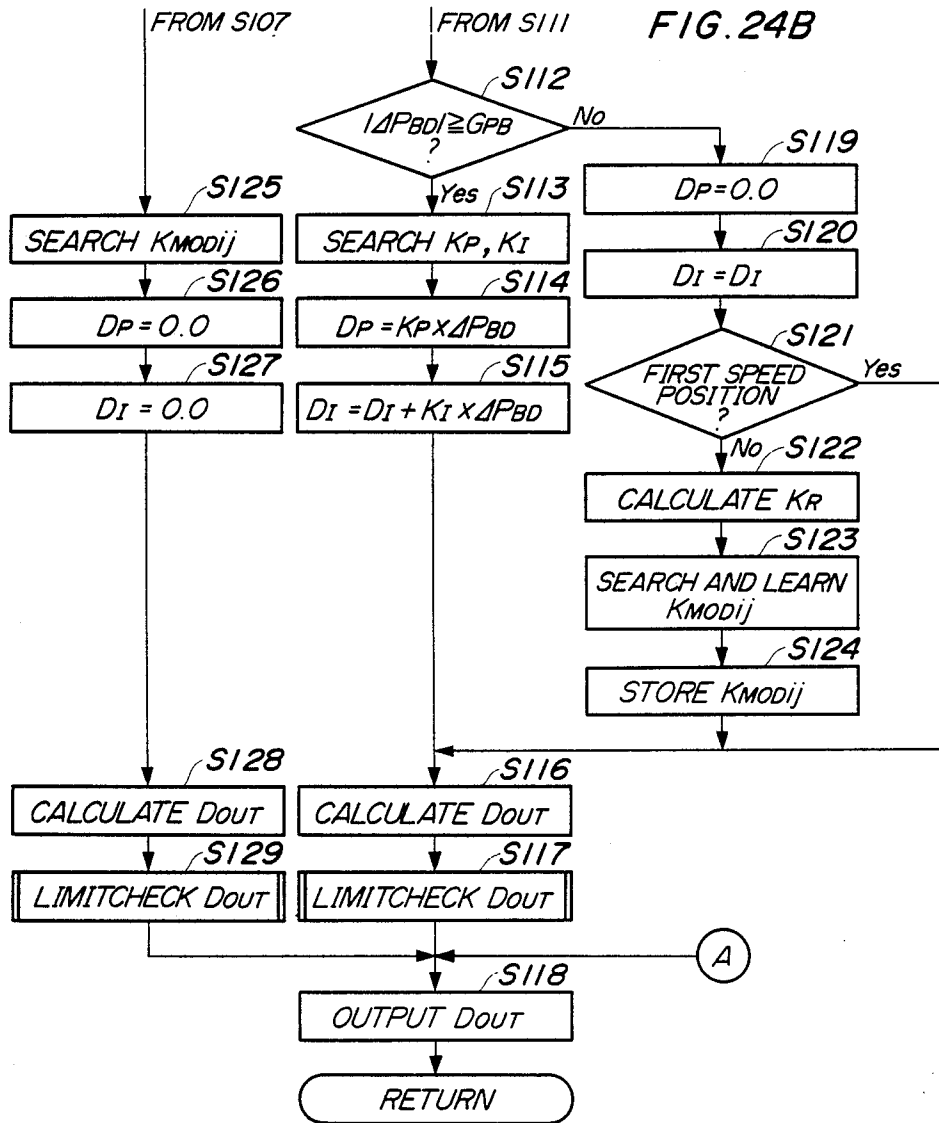 FROM S107
FROM S111
FIG. 24B
S112
|ΔPBD|≧GPB
?
No
Yes
S125
SEARCH KMODij
S126
DP=0.0
S127
DI=0.0
S113
SEARCH KP, KI
S114
DP=KP×ΔPBD
S115
DI=DI+KI×ΔPBD
S119
DP=0.0
S120
DI=DI
S121
FIRST SPEED
POSITION
?
Yes
No
S122
CALCULATE KR
S123
SEARCH AND LEARN
KMODij
S124
STORE KMODij
S128
CALCULATE DOUT
S129
LIMITCHECK DOUT
S116
CALCULATE DOUT
S117
LIMITCHECK DOUT
A
S118
OUTPUT DOUT
RETURN